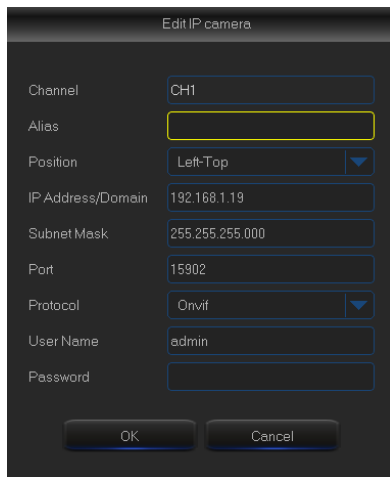 Edit IP camera
Channel CH1
Alias
Position Left-Top
IP Address/Domain 192.168.1.19
Subnet Mask 255.255.255.000
Port 15902
Protocol Onvif
User Name admin
Password
OK Cancel